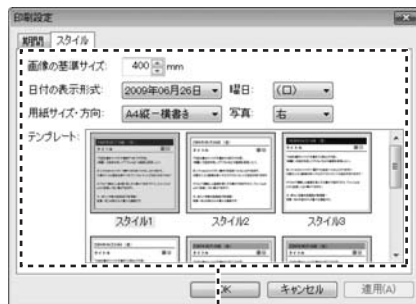 印刷設定
期間 スタイル
画像の基準サイズ: 400 mm
日付の表示形式: 2009年06月26日 曜日: (口)
用紙サイズ・方向: A4縦－横書き 写真: 右
テンプレート:
スタイル1 スタイル2 スタイル3
OK キャンセル 適用(A)